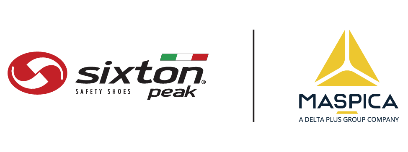 sixton
SAFETY SHOES peak
MASPICA
A DELTA PLUS GROUP COMPANY